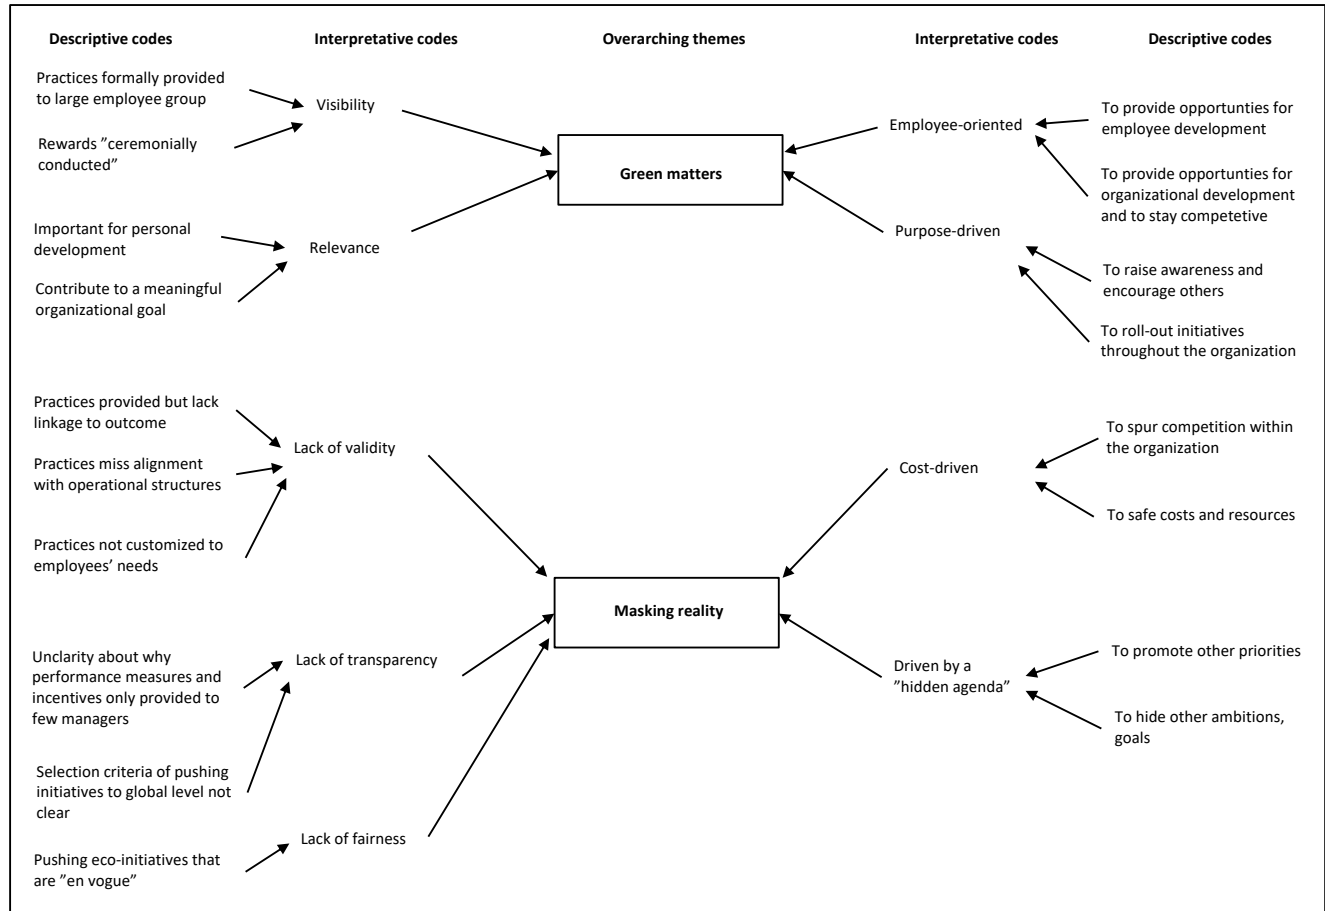 Descriptive codes
Interpretative codes
Overarching themes
Interpretative codes
Descriptive codes
Practices formally provided
to large employee group
Rewards ”ceremonially
conducted”
Visibility
Important for personal
development
Contribute to a meaningful
organizational goal
Relevance
Green matters
Employee-oriented
To provide opportunties for
employee development
To provide opportunities for
organizational development
and to stay competetive
Purpose-driven
To raise awareness and
encourage others
To roll-out initiatives
throughout the organization
Practices provided but lack
linkage to outcome
Practices miss alignment
with operational structures
Practices not customized to
employees’ needs
Lack of validity
Unclarity about why
performance measures and
incentives only provided to
few managers
Selection criteria of pushing
initiatives to global level not
clear
Lack of transparency
Pushing eco-initiatives that
are ”en vogue”
Lack of fairness
Masking reality
Cost-driven
To spur competition within
the organization
To safe costs and resources
Driven by a
”hidden agenda”
To promote other priorities
To hide other ambitions,
goals